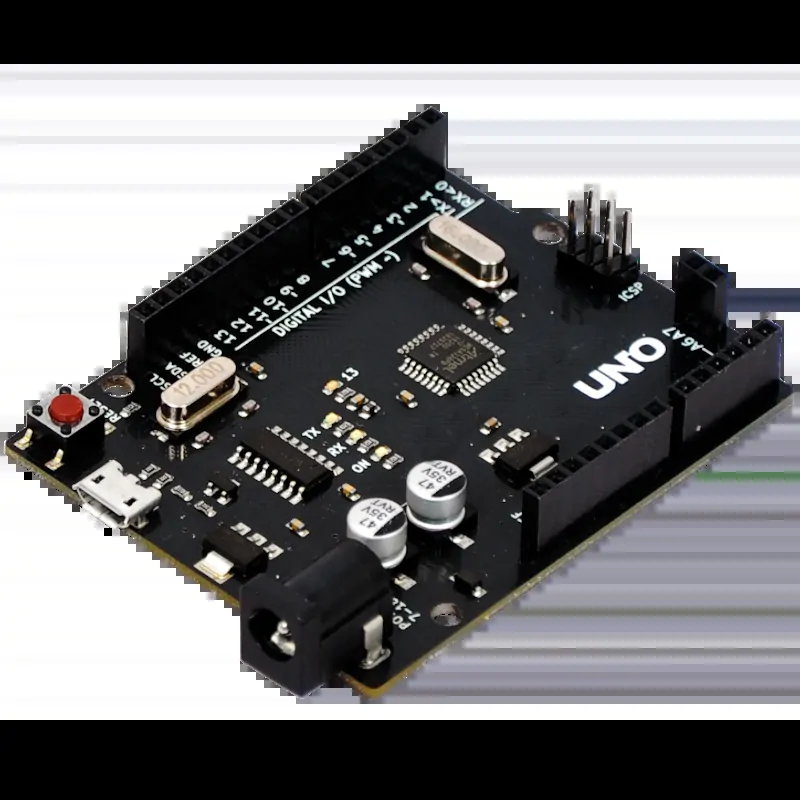 RX<0
TX>1
2
3
4
~5
~6
7
8
~9
~10
~11
12
13
GND
DIGITAL I/O (PWM ~)
16.000
ICSP
A6 A7
UNO
SCL
SDA
RESET
12.000
13
TX
RX
ON
47
35V
RVT
47
35V
RVT